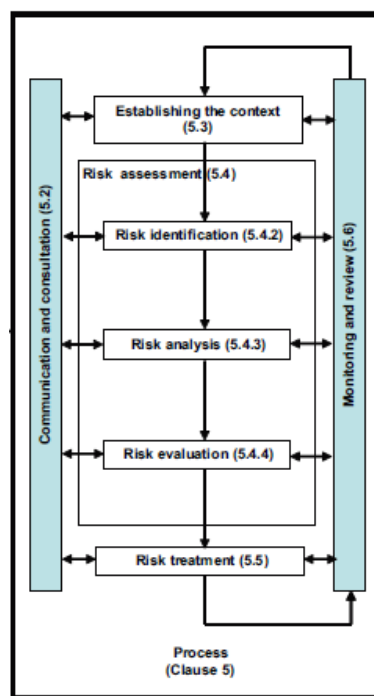 Establishing the context
(5.3)
Risk assessment (5.4)
Communication and consultation (5.2)
Risk identification (5.4.2)
Monitoring and review (5.6)
Risk analysis (5.4.3)
Risk evaluation (5.4.4)
Risk treatment (5.5)
Process
(Clause 5)